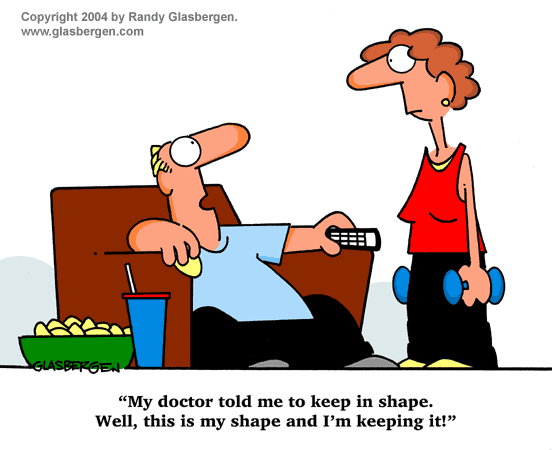 Copyright 2004 by Randy Glasbergen.
www.glasbergen.com
GLASBERGEN
“My doctor told me to keep in shape.
Well, this is my shape and I’m keeping it!”